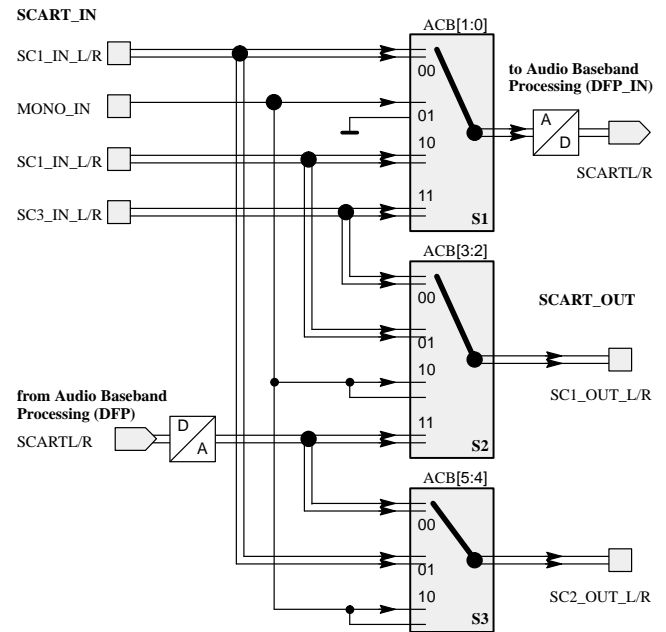 SCART_IN
ACB[1:0]
SC1_IN_L/R
00
to Audio Baseband
Processing (DFP_IN)
MONO_IN
01
A
D
10
SC1_IN_L/R
SCARTL/R
11
SC3_IN_L/R
S1
ACB[3:2]
00
SCART_OUT
01
10
SC1_OUT_L/R
from Audio Baseband
Processing (DFP)
D
A
SCARTL/R
11
S2
ACB[5:4]
00
01
SC2_OUT_L/R
10
S3